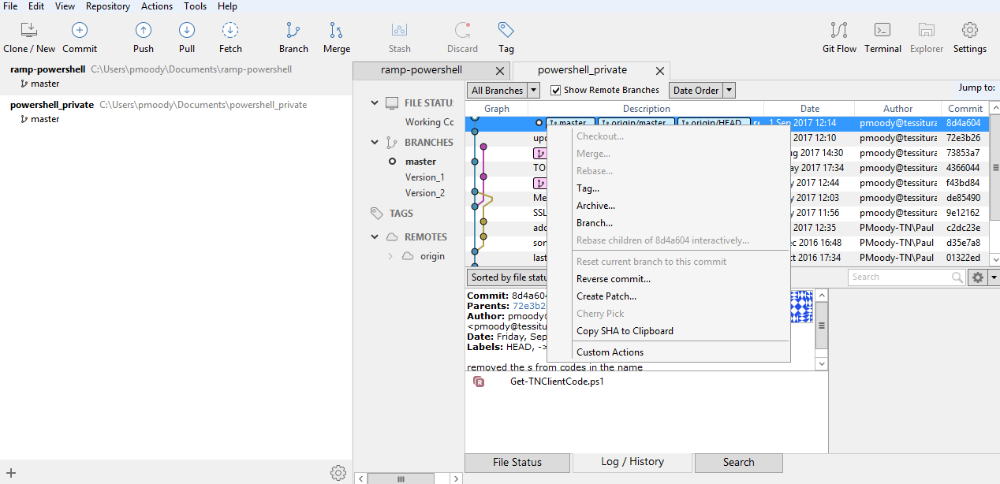 File Edit View Repository Actions Tools Help
Clone / New Commit Push Pull Fetch Branch Merge Stash Discard Tag Git Flow Terminal Explorer Settings
ramp-powershell C:\Users\pmoody\Documents\ramp-powershell
master
powershell_private C:\Users\pmoody\Documents\powershell_private
master
ramp-powershell powershell_private
All Branches Show Remote Branches Date Order Jump to:
FILE STATU
Working Co
BRANCHES
master
Version_1
Version_2
TAGS
REMOTES
origin
Graph Description Date Author Commit
master origin/master origin/HEAD 1 Sep 2017 12:14 pmoody@tessitura 8d4a604
upd 2017 12:10 pmoody@tessitura 72e3b26
ug 2017 14:30 pmoody@tessitura 73853a7
TO ay 2017 17:34 pmoody@tessitura 4366044
y 2017 12:44 pmoody@tessitura f43bd84
Me y 2017 12:03 pmoody@tessitura de85490
SSL y 2017 11:56 pmoody@tessitura 9e12162
add 2017 12:35 PMoody-TN\Paul c2dc23e
son ec 2016 16:48 PMoody-TN\Paul d35e7a8
last ct 2016 17:34 PMoody-TN\Paul 01322ed
Checkout...
Merge...
Rebase...
Tag...
Archive...
Branch...
Rebase children of 8d4a604 interactively...
Reset current branch to this commit
Reverse commit...
Create Patch...
Cherry Pick
Copy SHA to Clipboard
Custom Actions
Sorted by file statu Search
Commit: 8d4a604
Parents: 72e3b2
Author: pmoody@
<pmoody@tessitu
Date: Friday, Sep
Labels: HEAD, ->
removed the s from codes in the name
R Get-TNClientCode.ps1
File Status Log / History Search